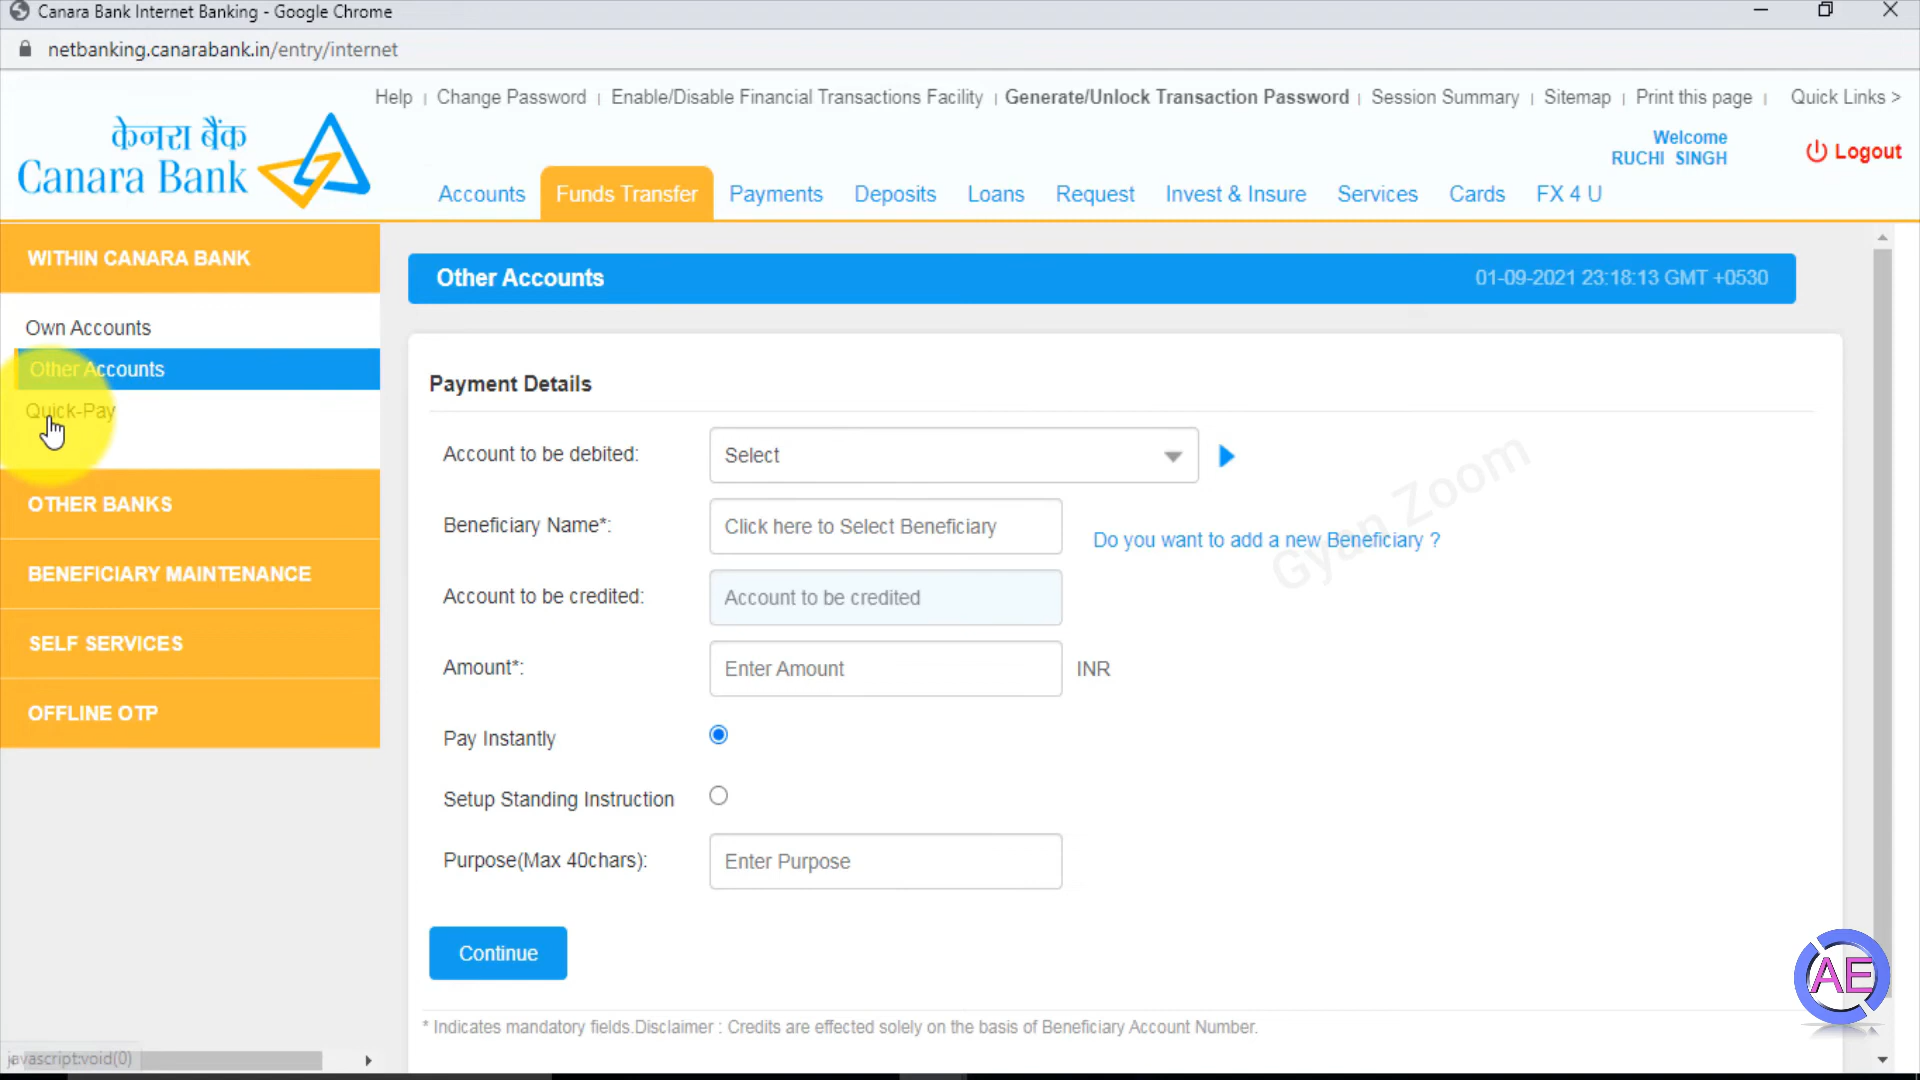 Canara Bank Internet Banking - Google Chrome
netbanking.canarabank.in/entry/internet
Help | Change Password | Enable/Disable Financial Transactions Facility | Generate/Unlock Transaction Password | Session Summary | Sitemap | Print this page | Quick Links >
केनरा बैंक
Canara Bank
Welcome
RUCHI SINGH
Logout
Accounts Funds Transfer Payments Deposits Loans Request Invest & Insure Services Cards FX 4 U
WITHIN CANARA BANK
Own Accounts
Other Accounts
Quick-Pay
OTHER BANKS
BENEFICIARY MAINTENANCE
SELF SERVICES
OFFLINE OTP
Other Accounts 01-09-2021 23:18:13 GMT +0530
Payment Details
Account to be debited: Select
Beneficiary Name*: Click here to Select Beneficiary Do you want to add a new Beneficiary ?
Account to be credited: Account to be credited
Amount*: Enter Amount INR
Pay Instantly
Setup Standing Instruction
Purpose(Max 40chars): Enter Purpose
Continue
* Indicates mandatory fields.Disclaimer : Credits are effected solely on the basis of Beneficiary Account Number.
Gyan Zoom
AE
javascript:void(0)